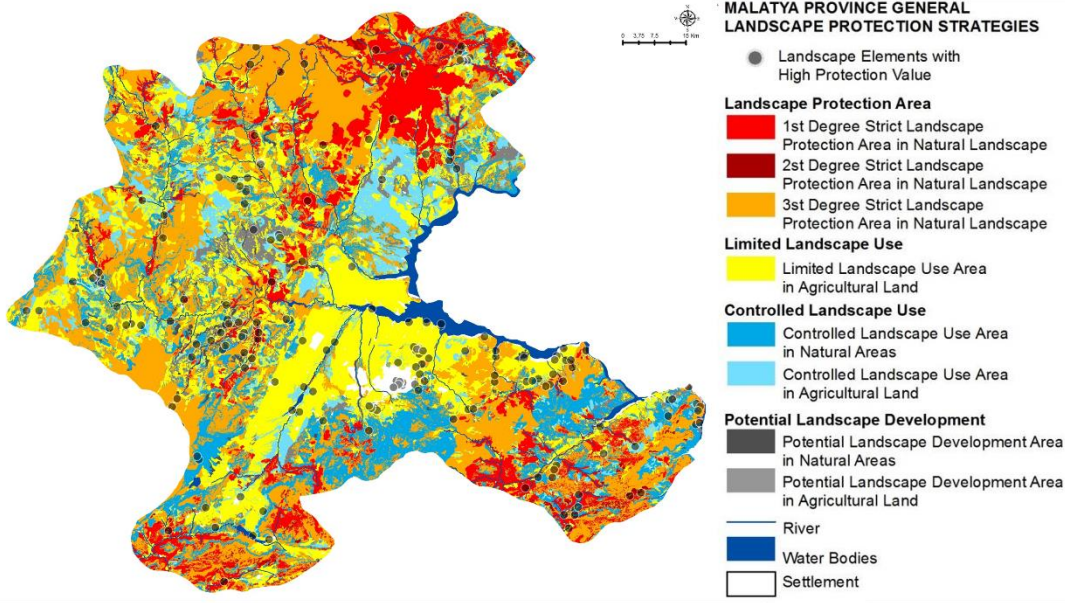 MALATYA PROVINCE GENERAL
LANDSCAPE PROTECTION STRATEGIES
Landscape Elements with
High Protection Value
Landscape Protection Area
1st Degree Strict Landscape
Protection Area in Natural Landscape
2st Degree Strict Landscape
Protection Area in Natural Landscape
3st Degree Strict Landscape
Protection Area in Natural Landscape
Limited Landscape Use
Limited Landscape Use Area
in Agricultural Land
Controlled Landscape Use
Controlled Landscape Use Area
in Natural Areas
Controlled Landscape Use Area
in Agricultural Land
Potential Landscape Development
Potential Landscape Development Area
in Natural Areas
Potential Landscape Development Area
in Agricultural Land
River
Water Bodies
Settlement
0 3,75 7,5 15 Km